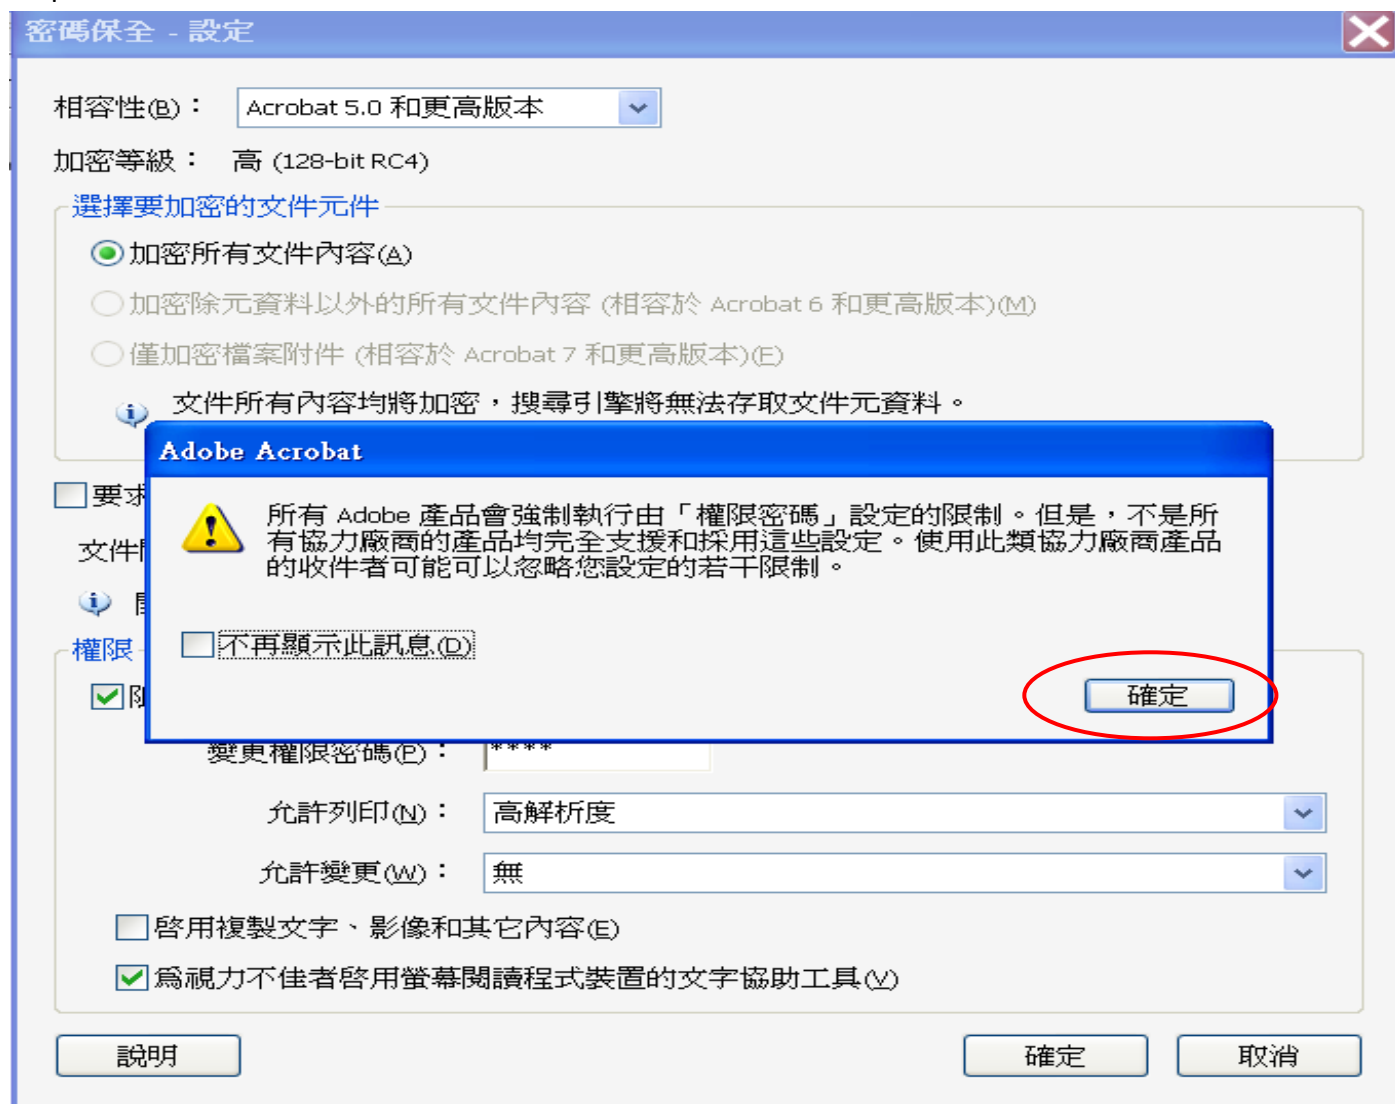 密碼保全 - 設定
相容性(B)： Acrobat 5.0 和更高版本
加密等級： 高 (128-bit RC4)
選擇要加密的文件元件
加密所有文件內容(A)
加密除元資料以外的所有文件內容 (相容於 Acrobat 6 和更高版本)(M)
僅加密檔案附件 (相容於 Acrobat 7 和更高版本)(E)
文件所有內容均將加密，搜尋引擎將無法存取文件元資料。
Adobe Acrobat
要求
所有 Adobe 產品會強制執行由「權限密碼」設定的限制。但是，不是所
有協力廠商的產品均完全支援和採用這些設定。使用此類協力廠商產品
的收件者可能可以忽略您設定的若干限制。
文件
不再顯示此訊息(D)
權限
確定
變更權限密碼(P)： ****
允許列印(N)： 高解析度
允許變更(W)： 無
啓用複製文字、影像和其它內容(E)
爲視力不佳者啓用螢幕閱讀程式裝置的文字協助工具(V)
說明 確定 取消